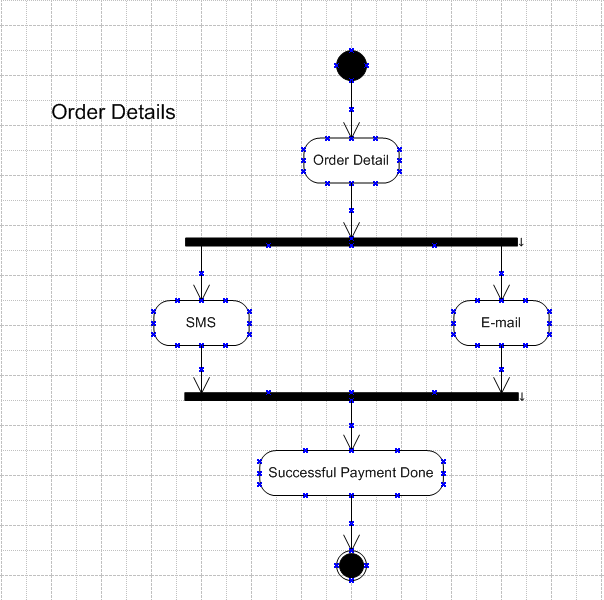 Order Details
Order Detail
SMS
E-mail
Successful Payment Done